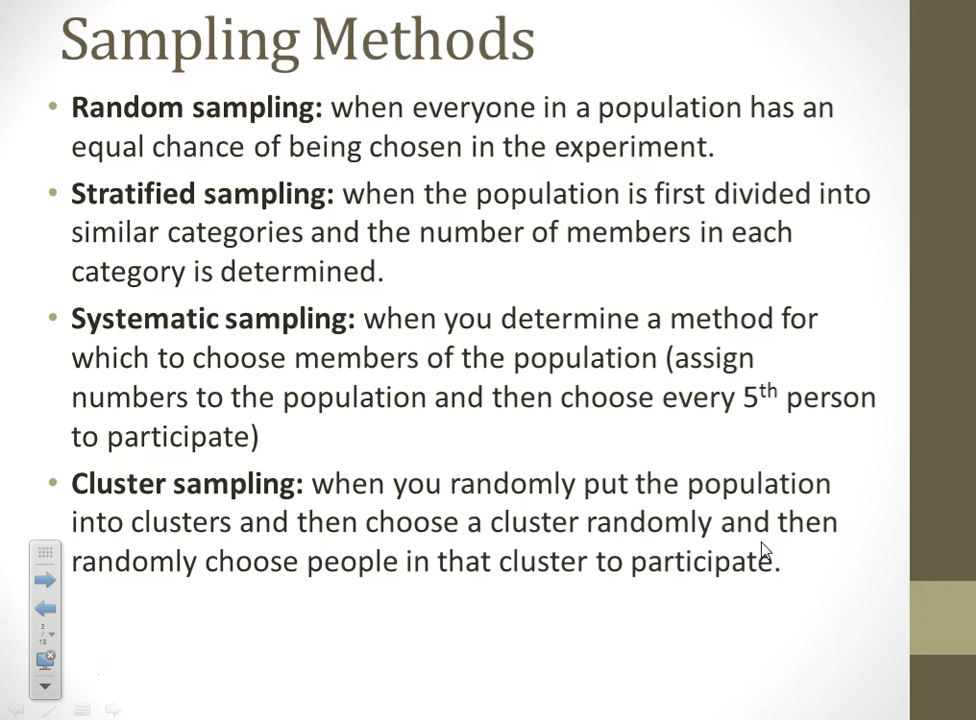 Sampling Methods
• Random sampling: when everyone in a population has an
equal chance of being chosen in the experiment.
• Stratified sampling: when the population is first divided into
similar categories and the number of members in each
category is determined.
• Systematic sampling: when you determine a method for
which to choose members of the population (assign
numbers to the population and then choose every 5th person
to participate)
• Cluster sampling: when you randomly put the population
into clusters and then choose a cluster randomly and then
randomly choose people in that cluster to participate.
3
/
18